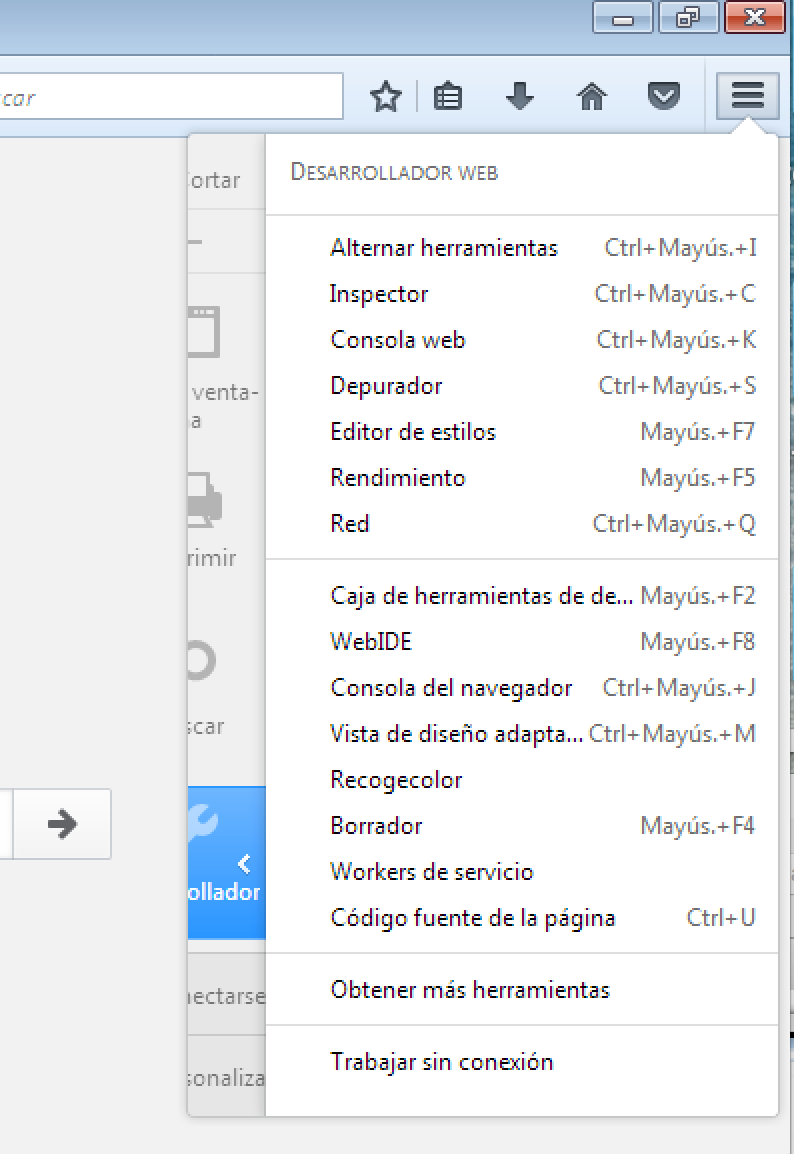 car
ortar
venta-
a
rimir
scar
ollador
nectarse
sonaliza
DESARROLLADOR WEB
Alternar herramientas Ctrl+Mayús.+I
Inspector Ctrl+Mayús.+C
Consola web Ctrl+Mayús.+K
Depurador Ctrl+Mayús.+S
Editor de estilos Mayús.+F7
Rendimiento Mayús.+F5
Red Ctrl+Mayús.+Q
Caja de herramientas de de... Mayús.+F2
WebIDE Mayús.+F8
Consola del navegador Ctrl+Mayús.+J
Vista de diseño adapta... Ctrl+Mayús.+M
Recogecolor
Borrador Mayús.+F4
Workers de servicio
Código fuente de la página Ctrl+U
Obtener más herramientas
Trabajar sin conexión